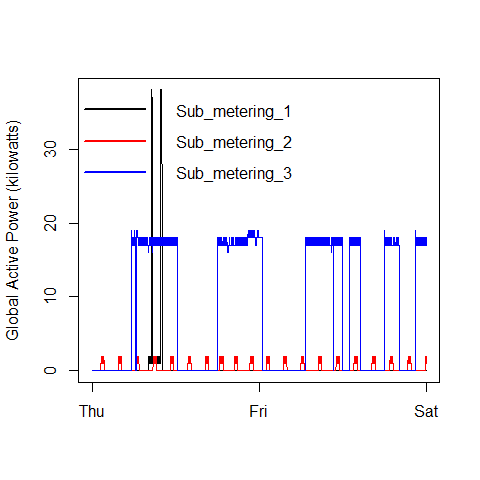 Global Active Power (kilowatts)
30
20
10
0
Sub_metering_1
Sub_metering_2
Sub_metering_3
Thu Fri Sat